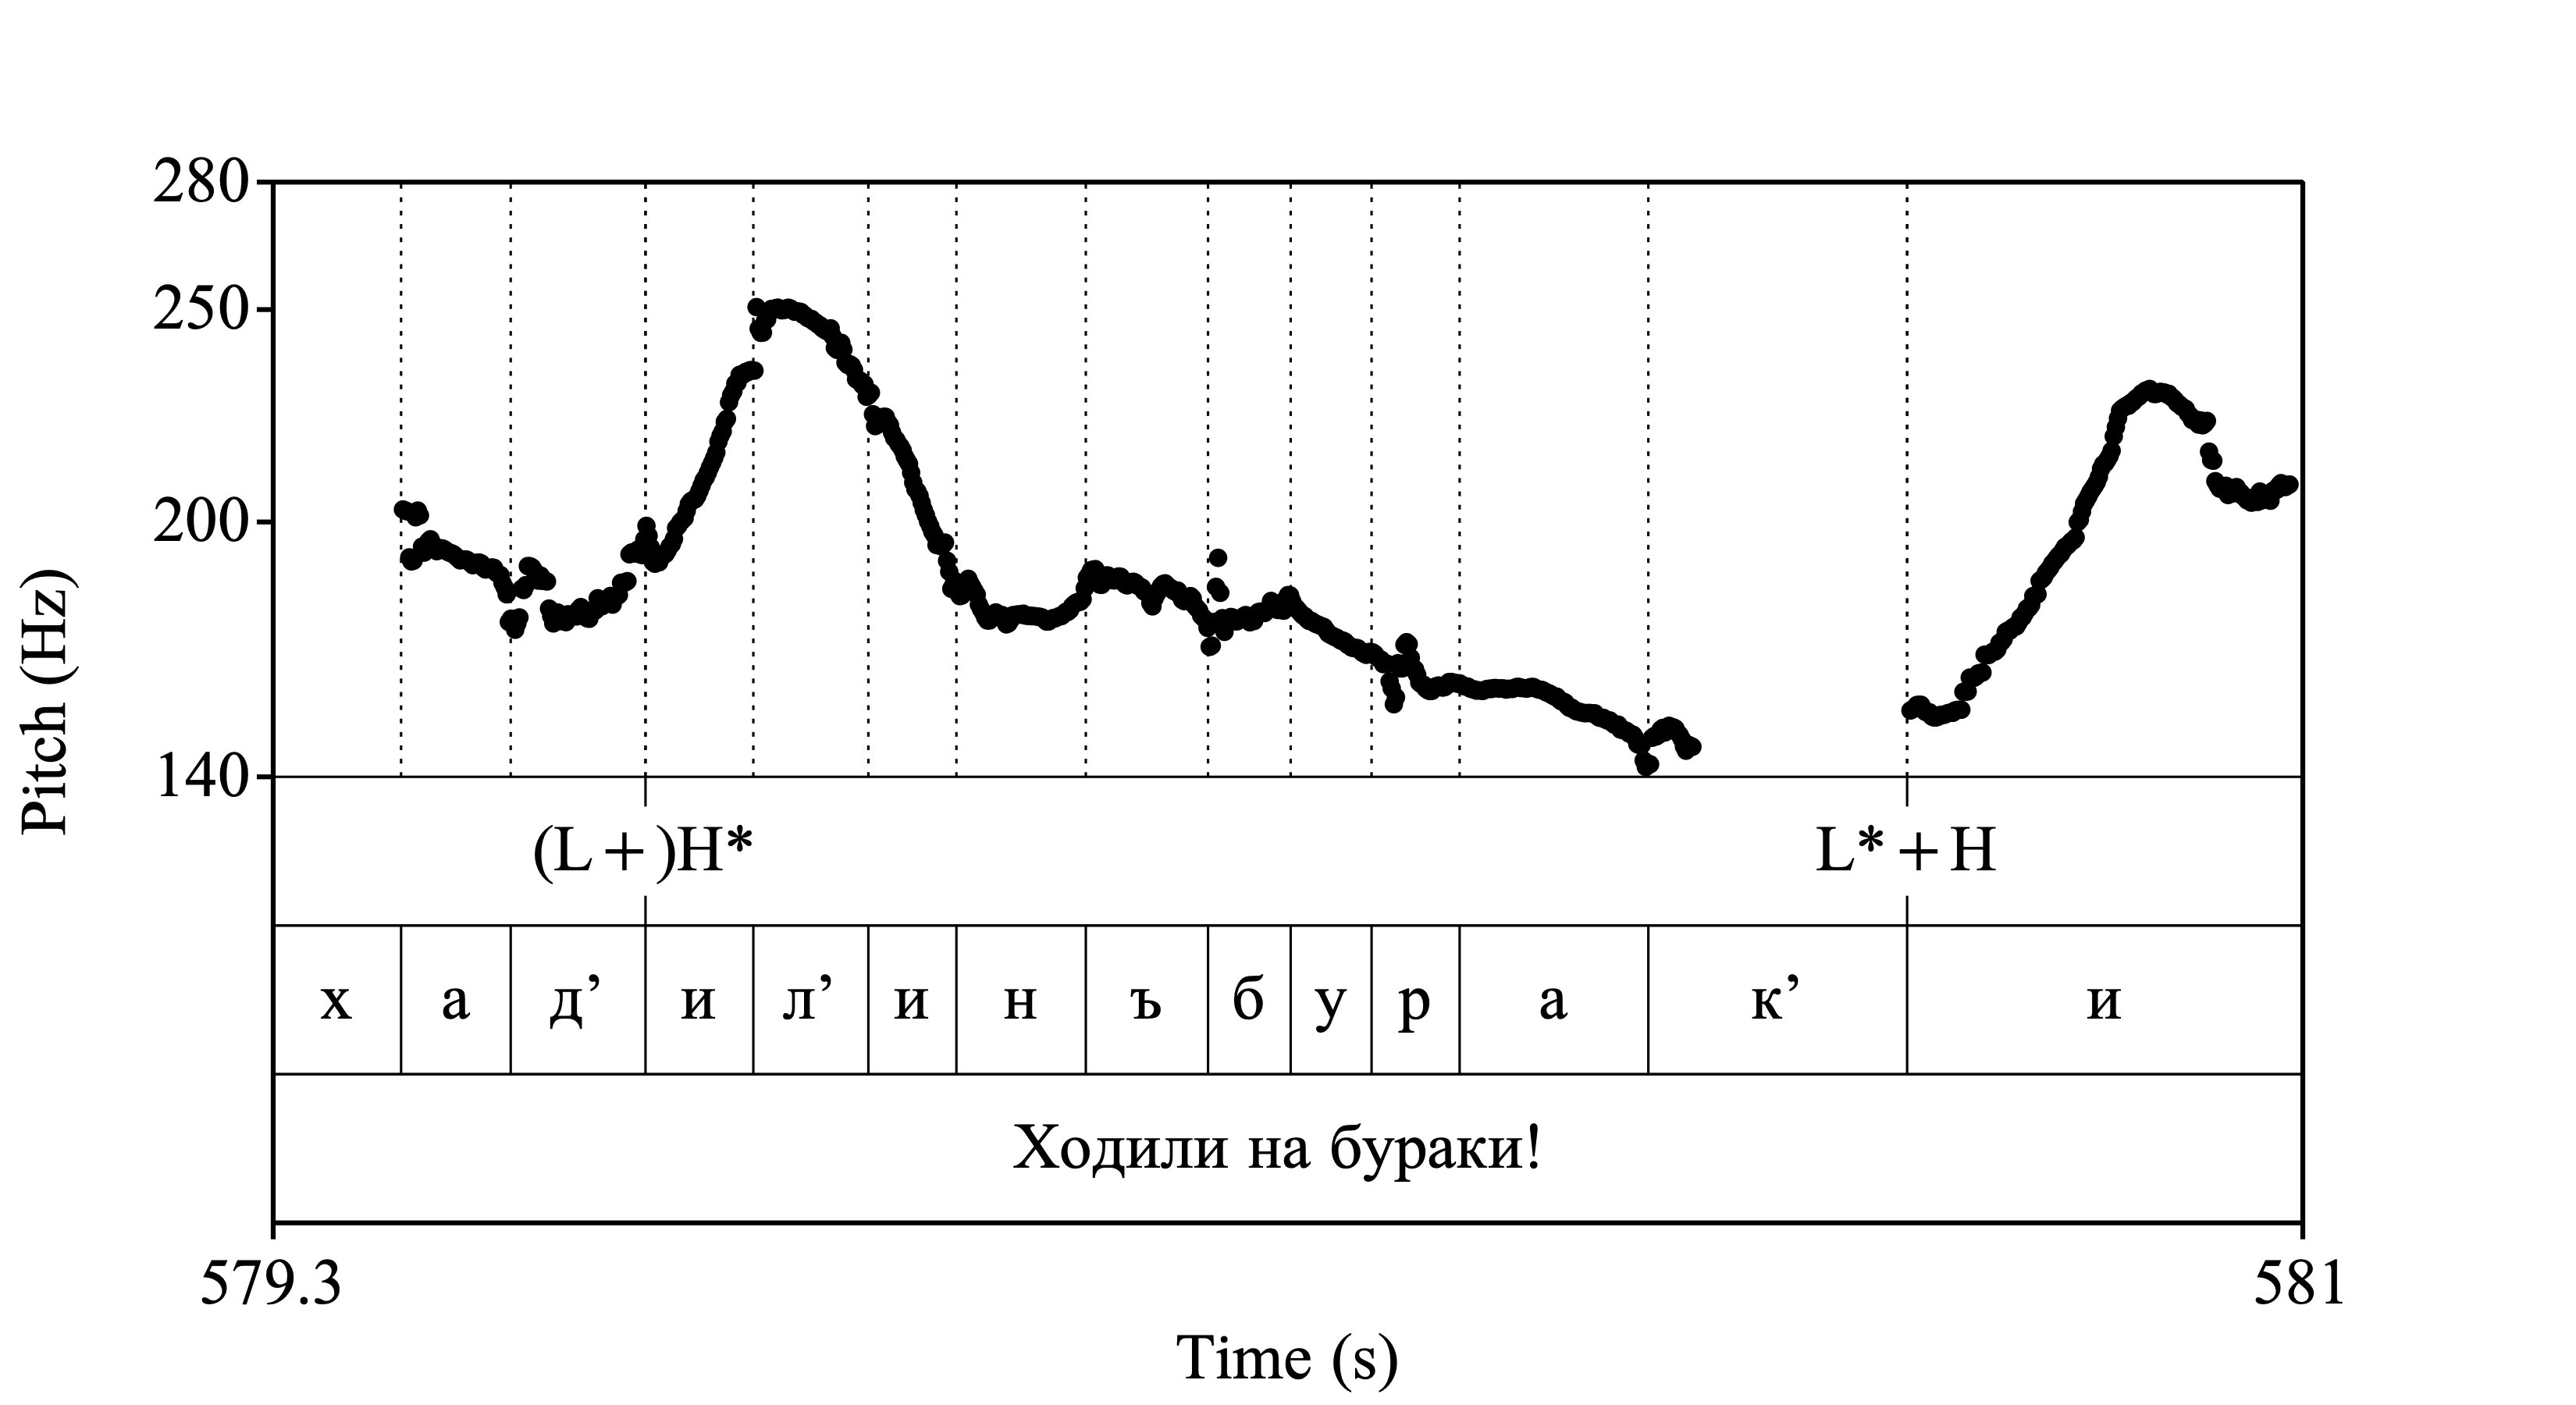 280
250
200
140
Pitch (Hz)
(L+)H* L*+H
х а д’ и л’ и н ъ б у р а к’ и
Ходили на бураки!
579.3 581
Time (s)